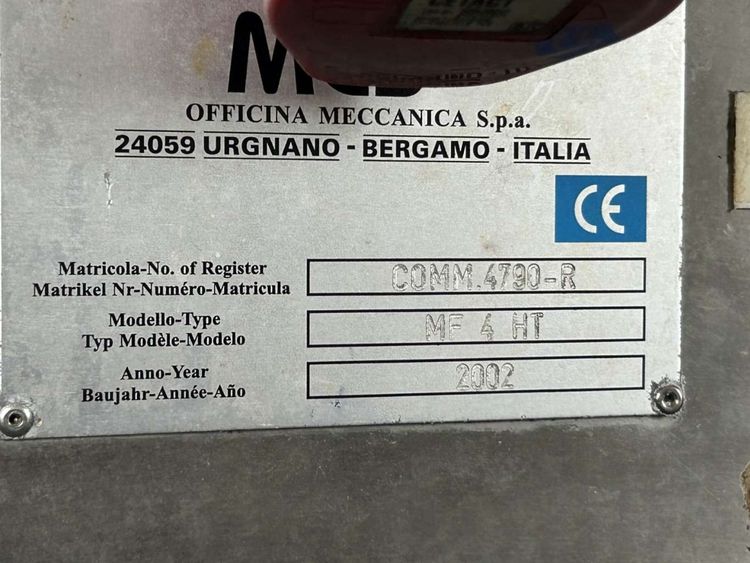 OFFICINA MECCANICA S.p.a.
24059 URGNANO - BERGAMO - ITALIA
CE
Matricola-No. of Register
Matrikel Nr-Numéro-Matricula
COMM.4790-R
Modello-Type
Typ Modèle-Modelo
MF 4 HT
Anno-Year
Baujahr-Année-Año
2002